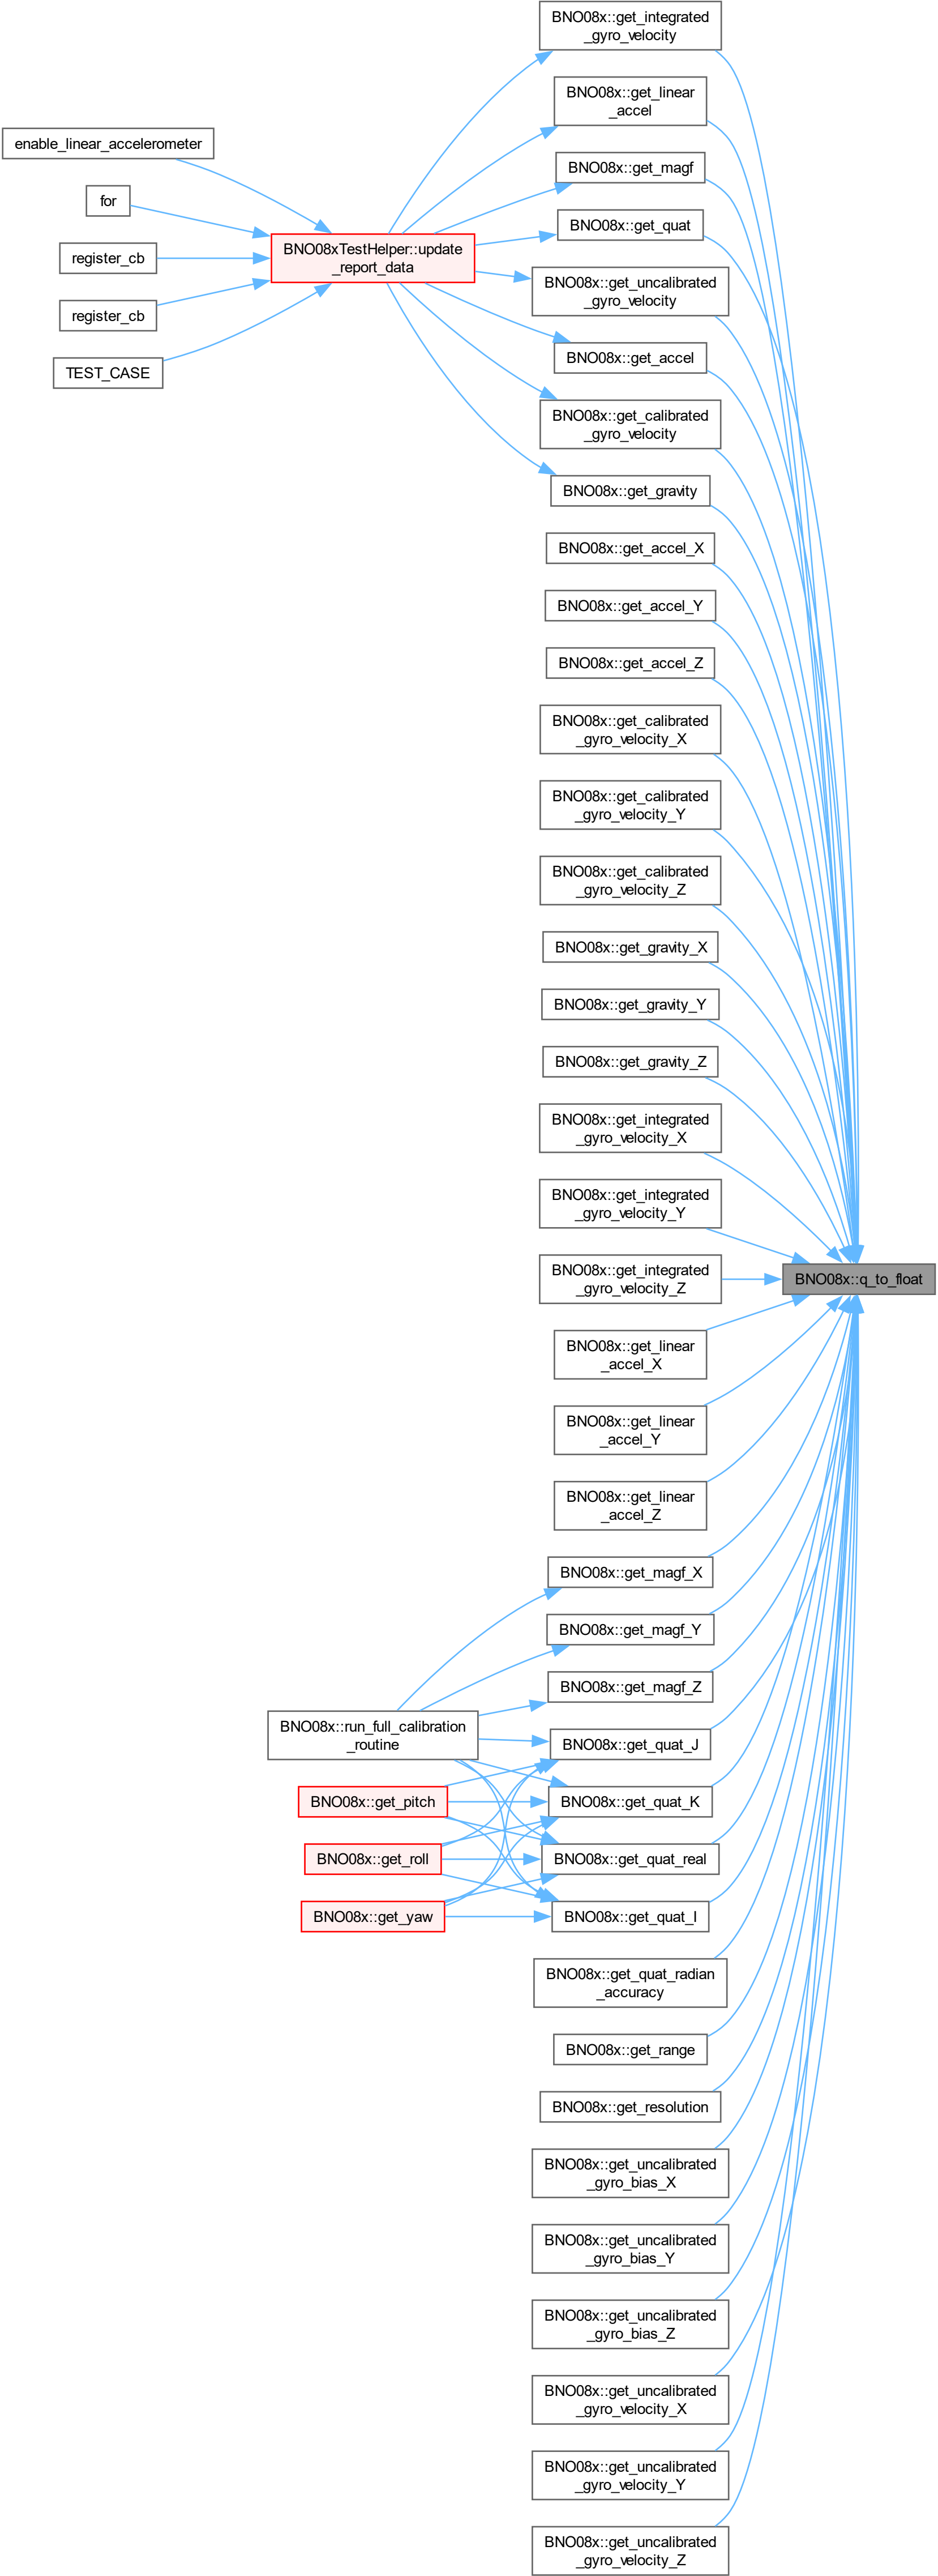 BNO08x::get_integrated
_gyro_velocity
BNO08x::get_linear
_accel
BNO08x::get_magf
BNO08x::get_quat
BNO08x::get_uncalibrated
_gyro_velocity
BNO08x::get_accel
BNO08x::get_calibrated
_gyro_velocity
BNO08x::get_gravity
enable_linear_accelerometer
for
register_cb
register_cb
TEST_CASE
BNO08xTestHelper::update
_report_data
BNO08x::get_accel_X
BNO08x::get_accel_Y
BNO08x::get_accel_Z
BNO08x::get_calibrated
_gyro_velocity_X
BNO08x::get_calibrated
_gyro_velocity_Y
BNO08x::get_calibrated
_gyro_velocity_Z
BNO08x::get_gravity_X
BNO08x::get_gravity_Y
BNO08x::get_gravity_Z
BNO08x::get_integrated
_gyro_velocity_X
BNO08x::get_integrated
_gyro_velocity_Y
BNO08x::get_integrated
_gyro_velocity_Z
BNO08x::q_to_float
BNO08x::get_linear
_accel_X
BNO08x::get_linear
_accel_Y
BNO08x::get_linear
_accel_Z
BNO08x::get_magf_X
BNO08x::get_magf_Y
BNO08x::get_magf_Z
BNO08x::run_full_calibration
_routine
BNO08x::get_quat_J
BNO08x::get_pitch
BNO08x::get_quat_K
BNO08x::get_roll
BNO08x::get_quat_real
BNO08x::get_yaw
BNO08x::get_quat_I
BNO08x::get_quat_radian
_accuracy
BNO08x::get_range
BNO08x::get_resolution
BNO08x::get_uncalibrated
_gyro_bias_X
BNO08x::get_uncalibrated
_gyro_bias_Y
BNO08x::get_uncalibrated
_gyro_bias_Z
BNO08x::get_uncalibrated
_gyro_velocity_X
BNO08x::get_uncalibrated
_gyro_velocity_Y
BNO08x::get_uncalibrated
_gyro_velocity_Z